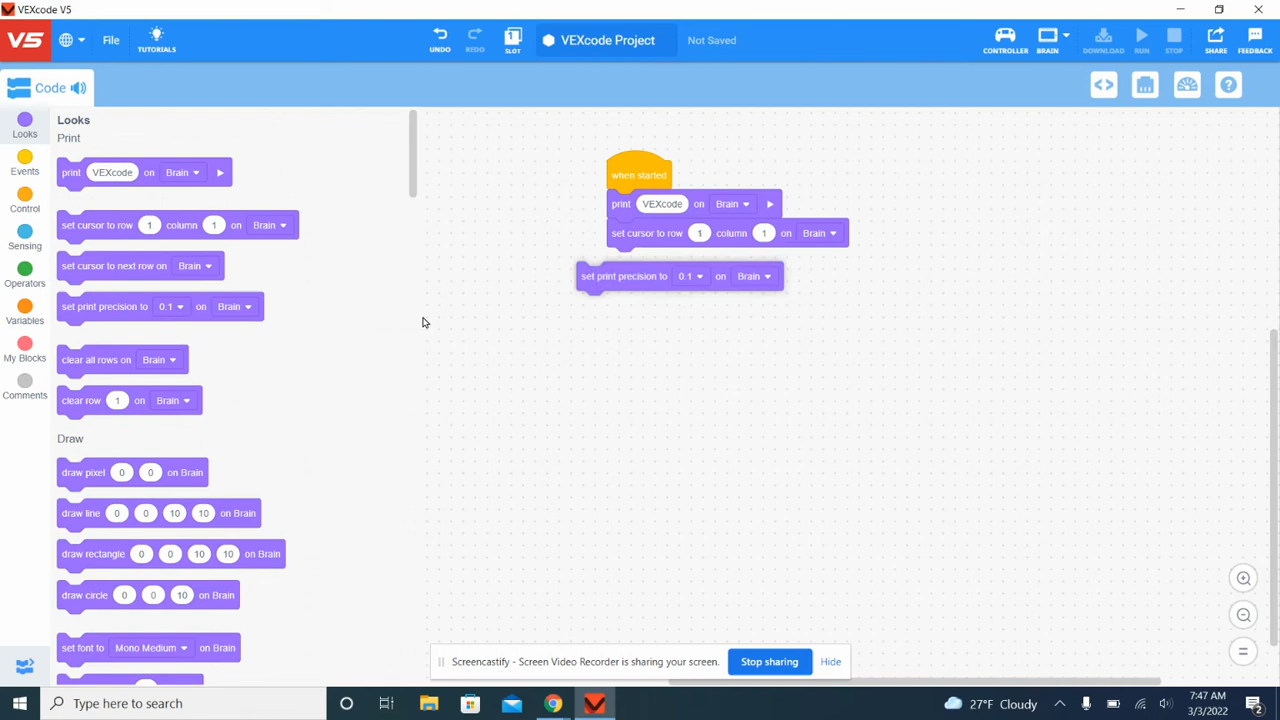 VEXcode V5
V5 File TUTORIALS UNDO REDO SLOT VEXcode Project Not Saved CONTROLLER BRAIN DOWNLOAD RUN STOP SHARE FEEDBACK
Code
Looks
Events
Control
Sensing
Operators
Variables
My Blocks
Comments
Looks
Print
print VEXcode on Brain
set cursor to row 1 column 1 on Brain
set cursor to next row on Brain
set print precision to 0.1 on Brain
clear all rows on Brain
clear row 1 on Brain
Draw
draw pixel 0 0 on Brain
draw line 0 0 10 10 on Brain
draw rectangle 0 0 10 10 on Brain
draw circle 0 0 10 on Brain
set font to Mono Medium on Brain
when started
print VEXcode on Brain
set cursor to row 1 column 1 on Brain
set print precision to 0.1 on Brain
Screencastify - Screen Video Recorder is sharing your screen. Stop sharing Hide
Type here to search
27°F Cloudy
7:47 AM
3/3/2022
2